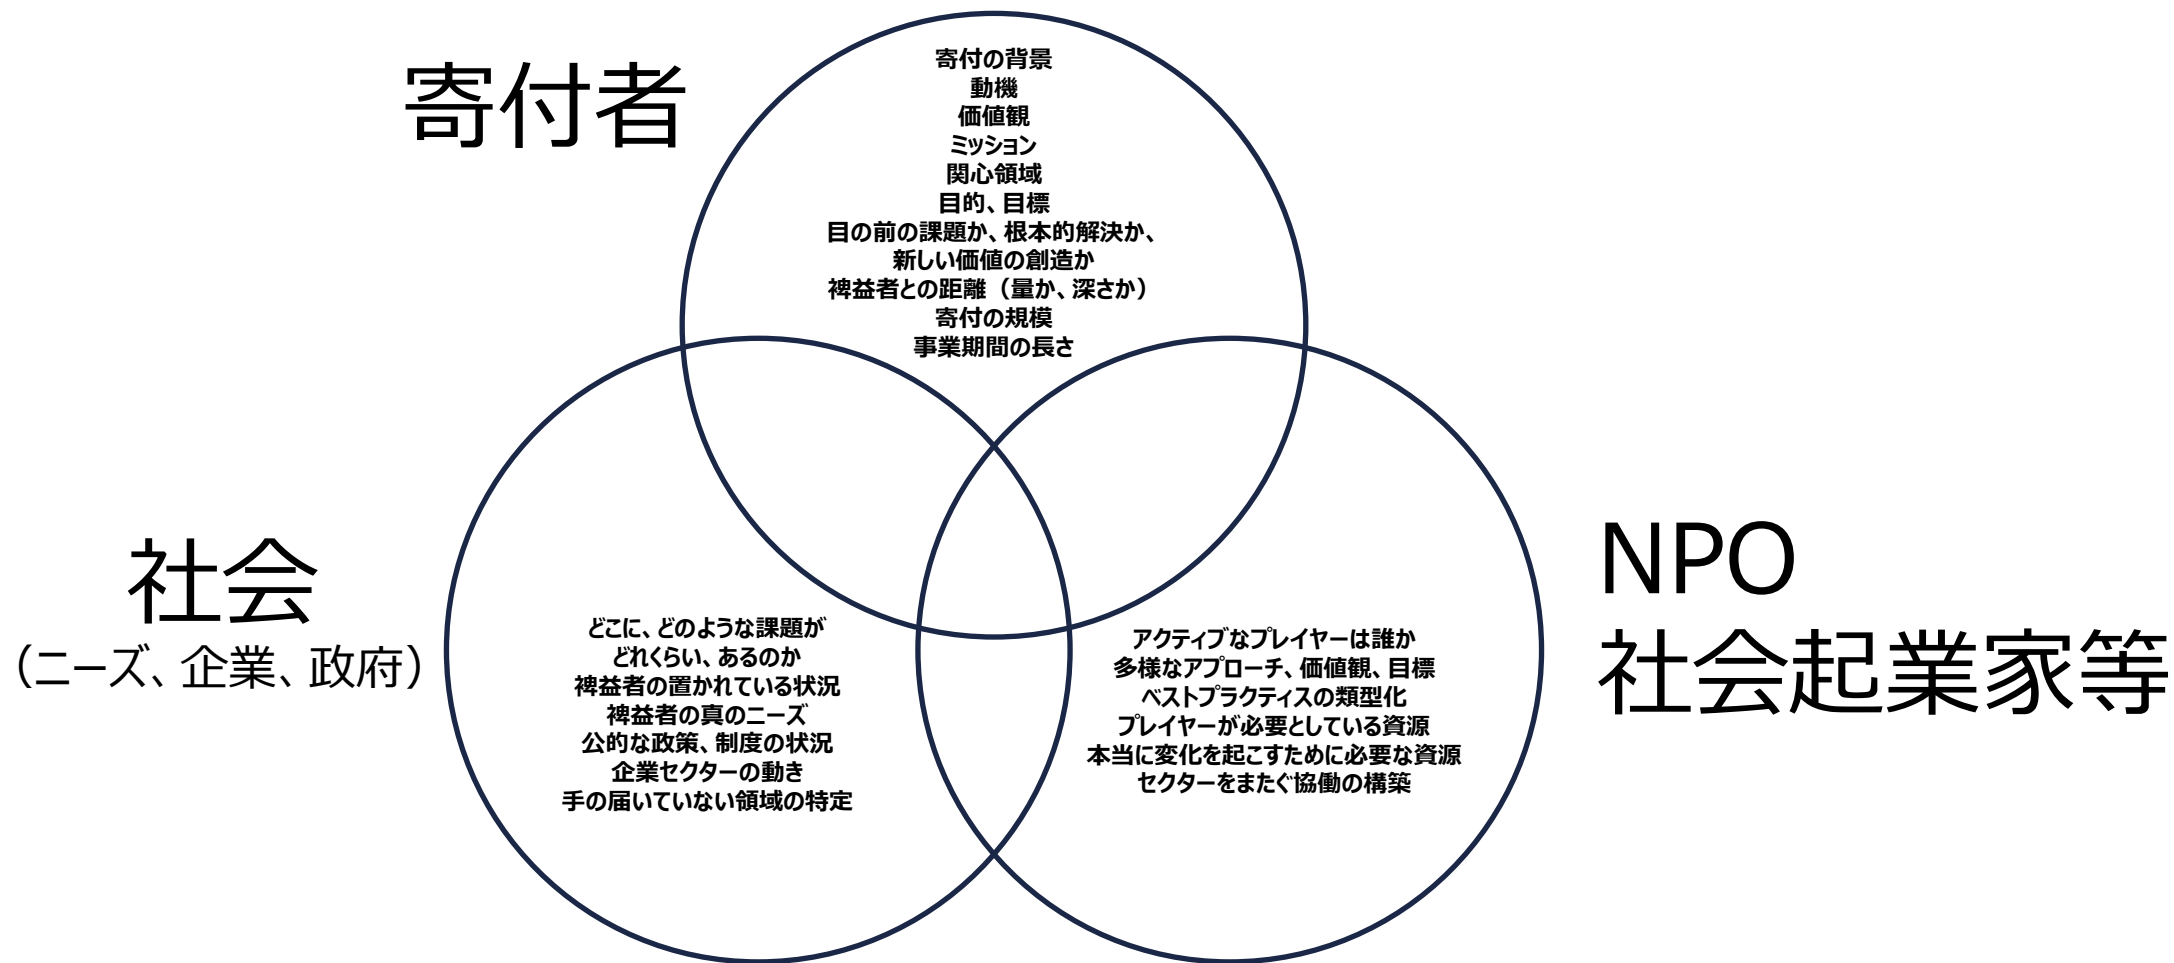 寄付者
寄付の背景
動機
価値観
ミッション
関心領域
目的、目標
目の前の課題か、根本的解決か、
新しい価値の創造か
裨益者との距離（量か、深さか）
寄付の規模
事業期間の長さ
社会
（ニーズ、企業、政府）
どこに、どのような課題が
どれくらい、あるのか
裨益者の置かれている状況
裨益者の真のニーズ
公的な政策、制度の状況
企業セクターの動き
手の届いていない領域の特定
NPO
社会起業家等
アクティブなプレイヤーは誰か
多様なアプローチ、価値観、目標
ベストプラクティスの類型化
プレイヤーが必要としている資源
本当に変化を起こすために必要な資源
セクターをまたぐ協働の構築